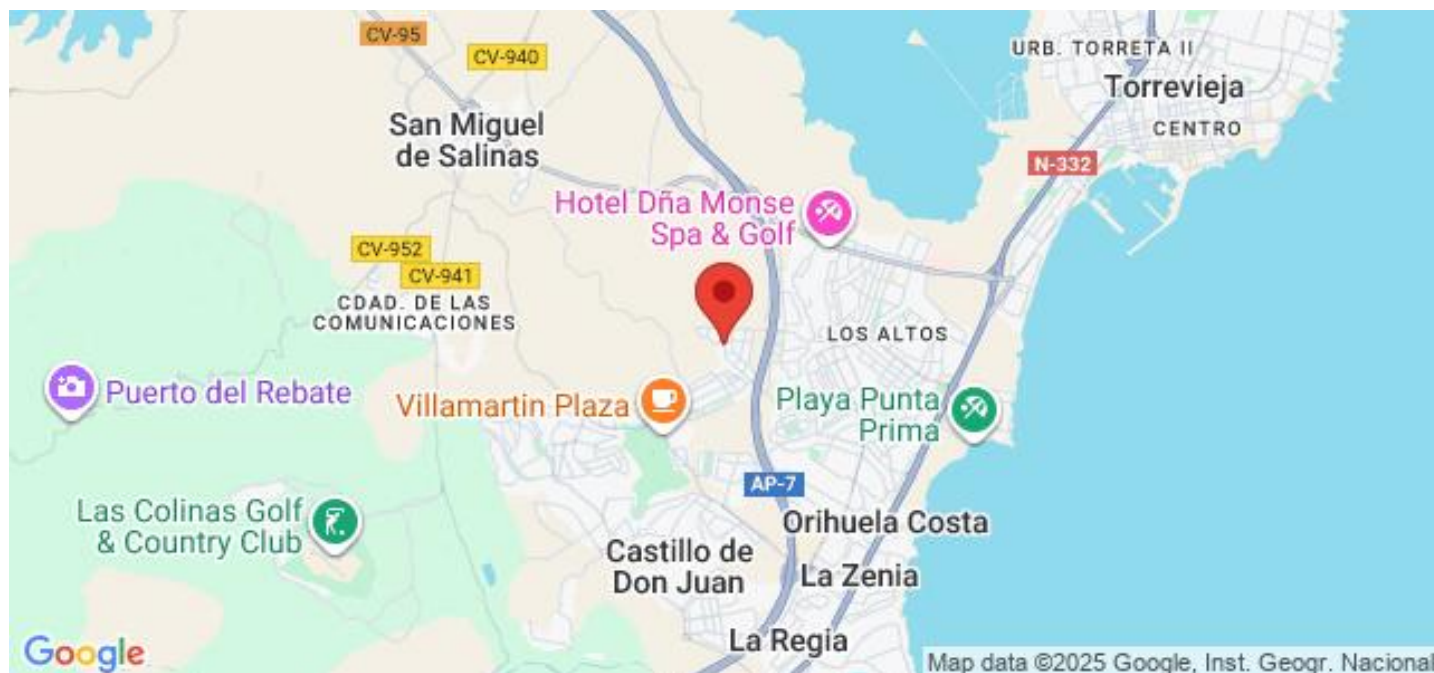 CV-95
CV-940
URB. TORRETA II
Torrevieja
CENTRO
San Miguel
de Salinas
N-332
Hotel Dña Monse
Spa & Golf
CV-952
CV-941
CDAD. DE LAS
COMUNICACIONES
LOS ALTOS
Puerto del Rebate
Villamartin Plaza
Playa Punta
Prima
AP-7
Las Colinas Golf
& Country Club
Orihuela Costa
Castillo de
Don Juan
La Zenia
La Regia
Google
Map data ©2025 Google, Inst. Geogr. Nacional